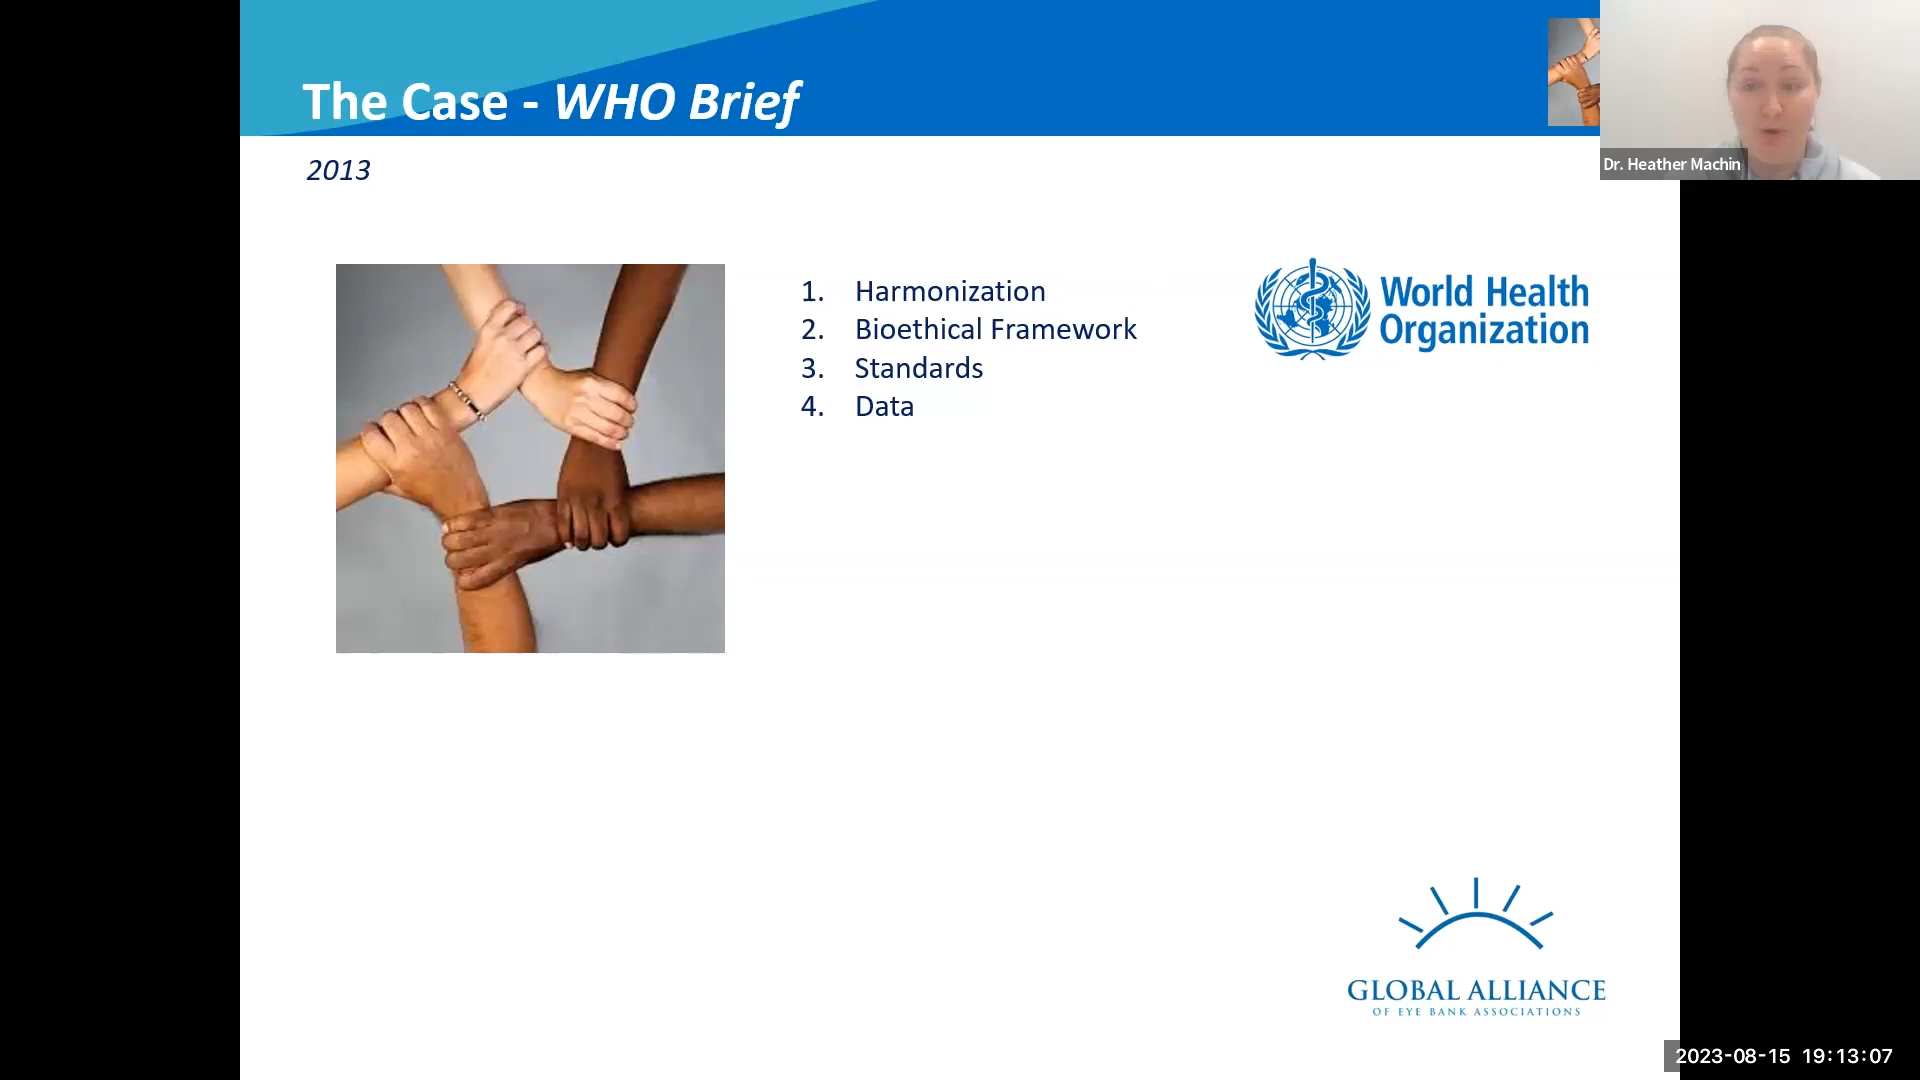 The Case - WHO Brief
Dr. Heather Machin
2013
1. Harmonization
2. Bioethical Framework
3. Standards
4. Data
World Health
Organization
GLOBAL ALLIANCE
OF EYE BANK ASSOCIATIONS
2023-08-15 19:13:07